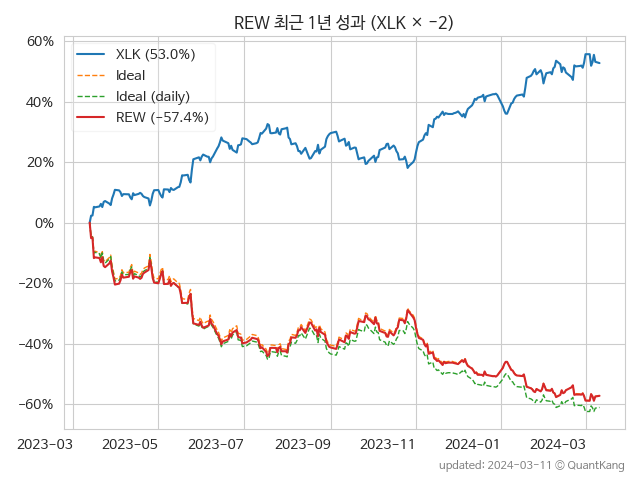 REW 최근 1년 성과 (XLK × −2)
60%
40%
20%
0%
−20%
−40%
−60%
XLK (53.0%)
Ideal
Ideal (daily)
REW (−57.4%)
2023−03
2023−05
2023−07
2023−09
2023−11
2024−01
2024−03
updated: 2024−03−11 © QuantKang